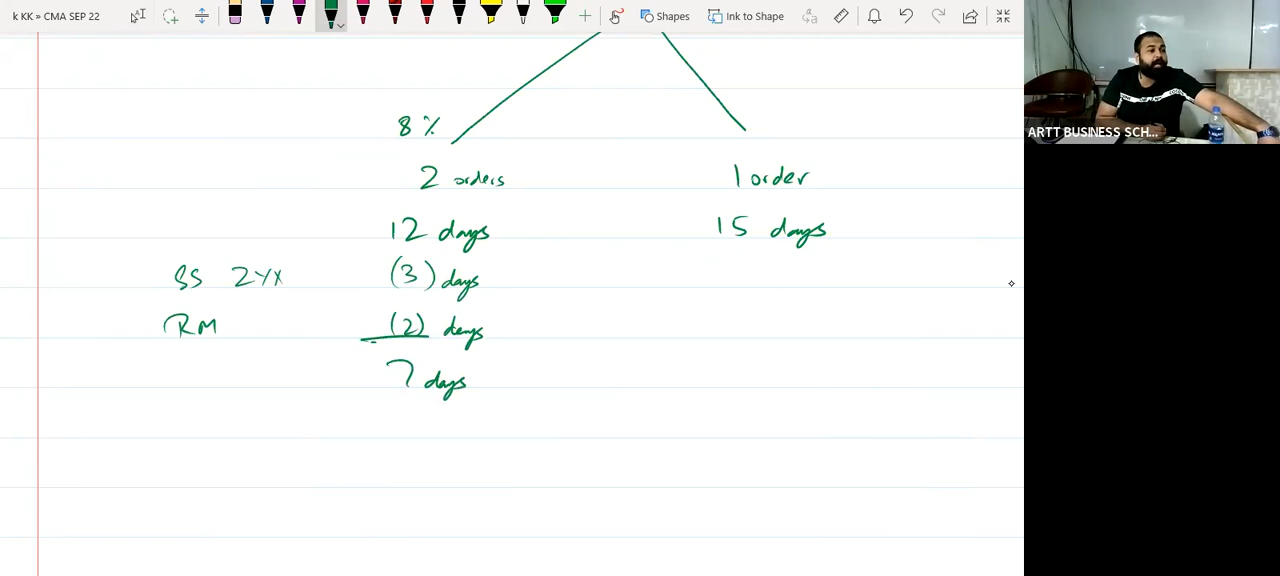 k KK » CMA SEP 22
Shapes
Ink to Shape
ARTT BUSINESS SCH...
8 %
2 orders
1 order
12 days
15 days
SS 2YX (3) days
RM (2) days
7 days